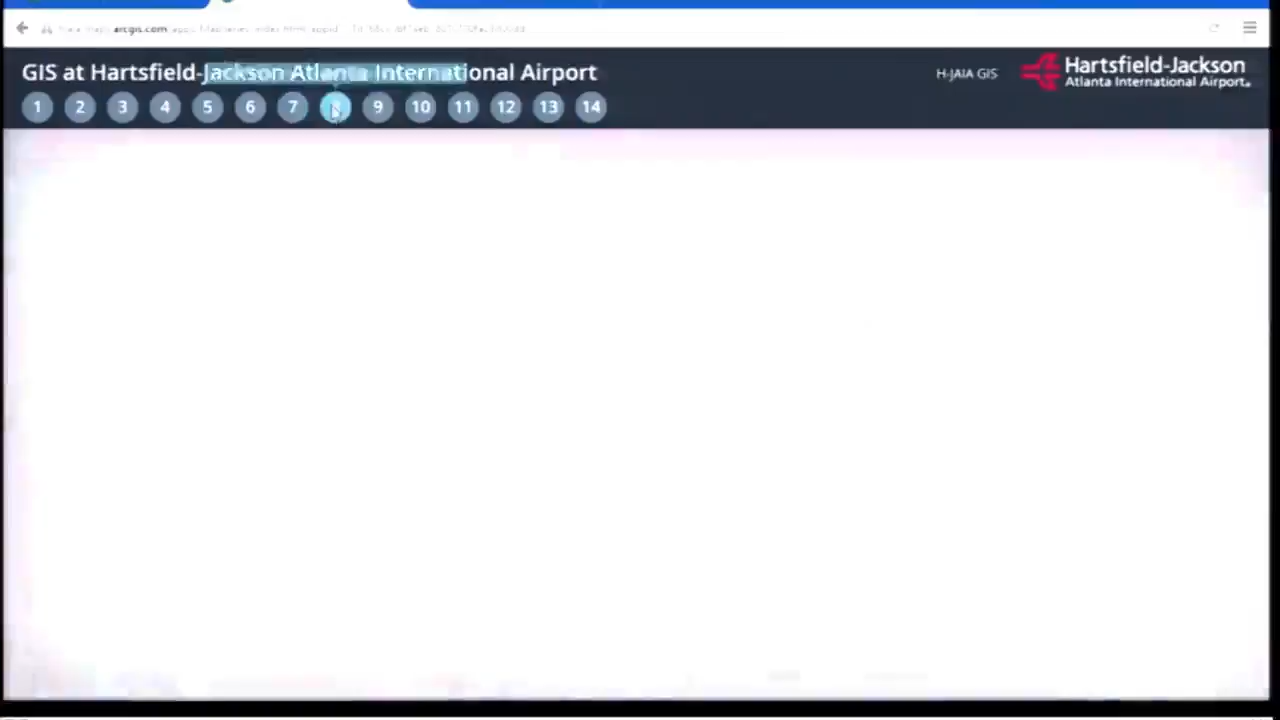 arcgis.com
GIS at Hartsfield-Jackson Atlanta International Airport
H-JAIA GIS
Hartsfield-Jackson
Atlanta International Airport.
1 2 3 4 5 6 7 8 9 10 11 12 13 14